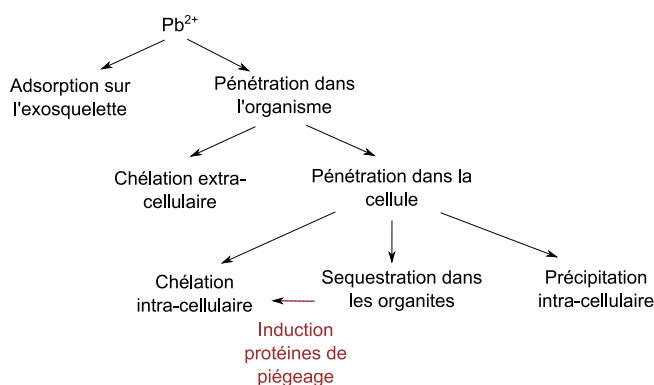 Pb²⁺
Adsorption sur
l'exosquelette
Pénétration dans
l'organisme
Chélation extra-
cellulaire
Pénétration dans la
cellule
Chélation
intra-cellulaire
Sequestration dans
les organites
Précipitation
intra-cellulaire
Induction
protéines de
piégeage